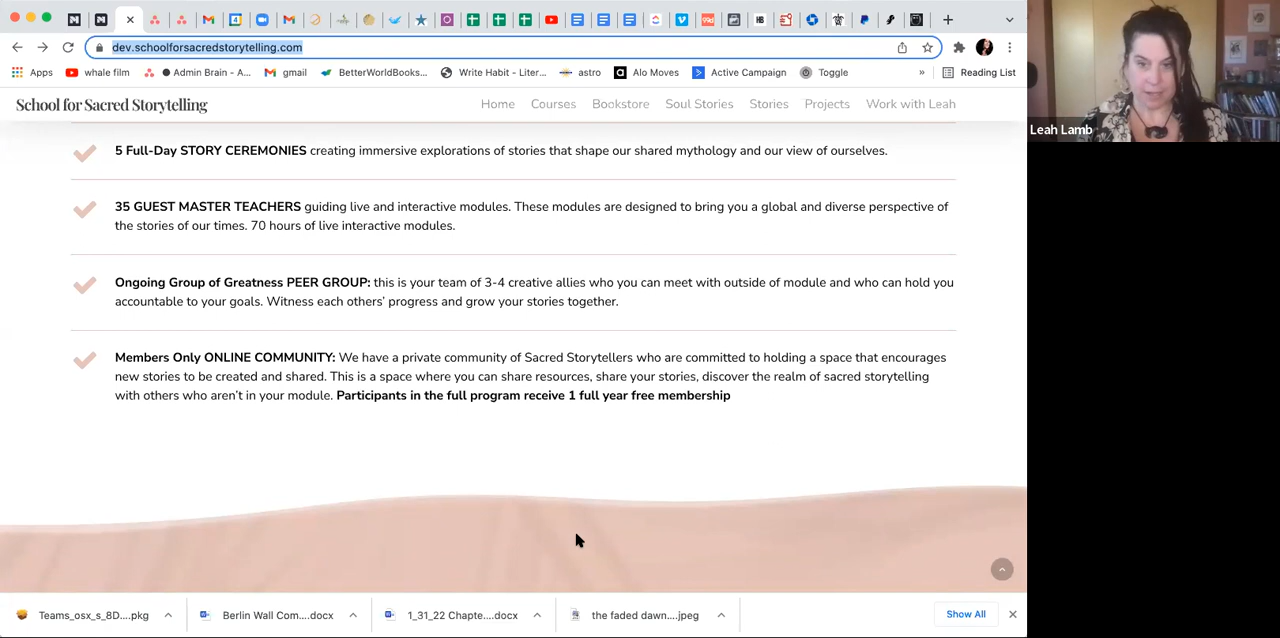 dev.schoolforsacredstorytelling.com
Apps whale film Admin Brain - A... gmail BetterWorldBooks... Write Habit - Liter... astro Alo Moves Active Campaign Toggle » Reading List
School for Sacred Storytelling Home Courses Bookstore Soul Stories Stories Projects Work with Leah
Leah Lamb
5 Full-Day STORY CEREMONIES creating immersive explorations of stories that shape our shared mythology and our view of ourselves.
35 GUEST MASTER TEACHERS guiding live and interactive modules. These modules are designed to bring you a global and diverse perspective of
the stories of our times. 70 hours of live interactive modules.
Ongoing Group of Greatness PEER GROUP: this is your team of 3-4 creative allies who you can meet with outside of module and who can hold you
accountable to your goals. Witness each others' progress and grow your stories together.
Members Only ONLINE COMMUNITY: We have a private community of Sacred Storytellers who are committed to holding a space that encourages
new stories to be created and shared. This is a space where you can share resources, share your stories, discover the realm of sacred storytelling
with others who aren't in your module. Participants in the full program receive 1 full year free membership
Teams_osx_s_8D....pkg Berlin Wall Com....docx 1_31_22 Chapte....docx the faded dawn....jpeg Show All